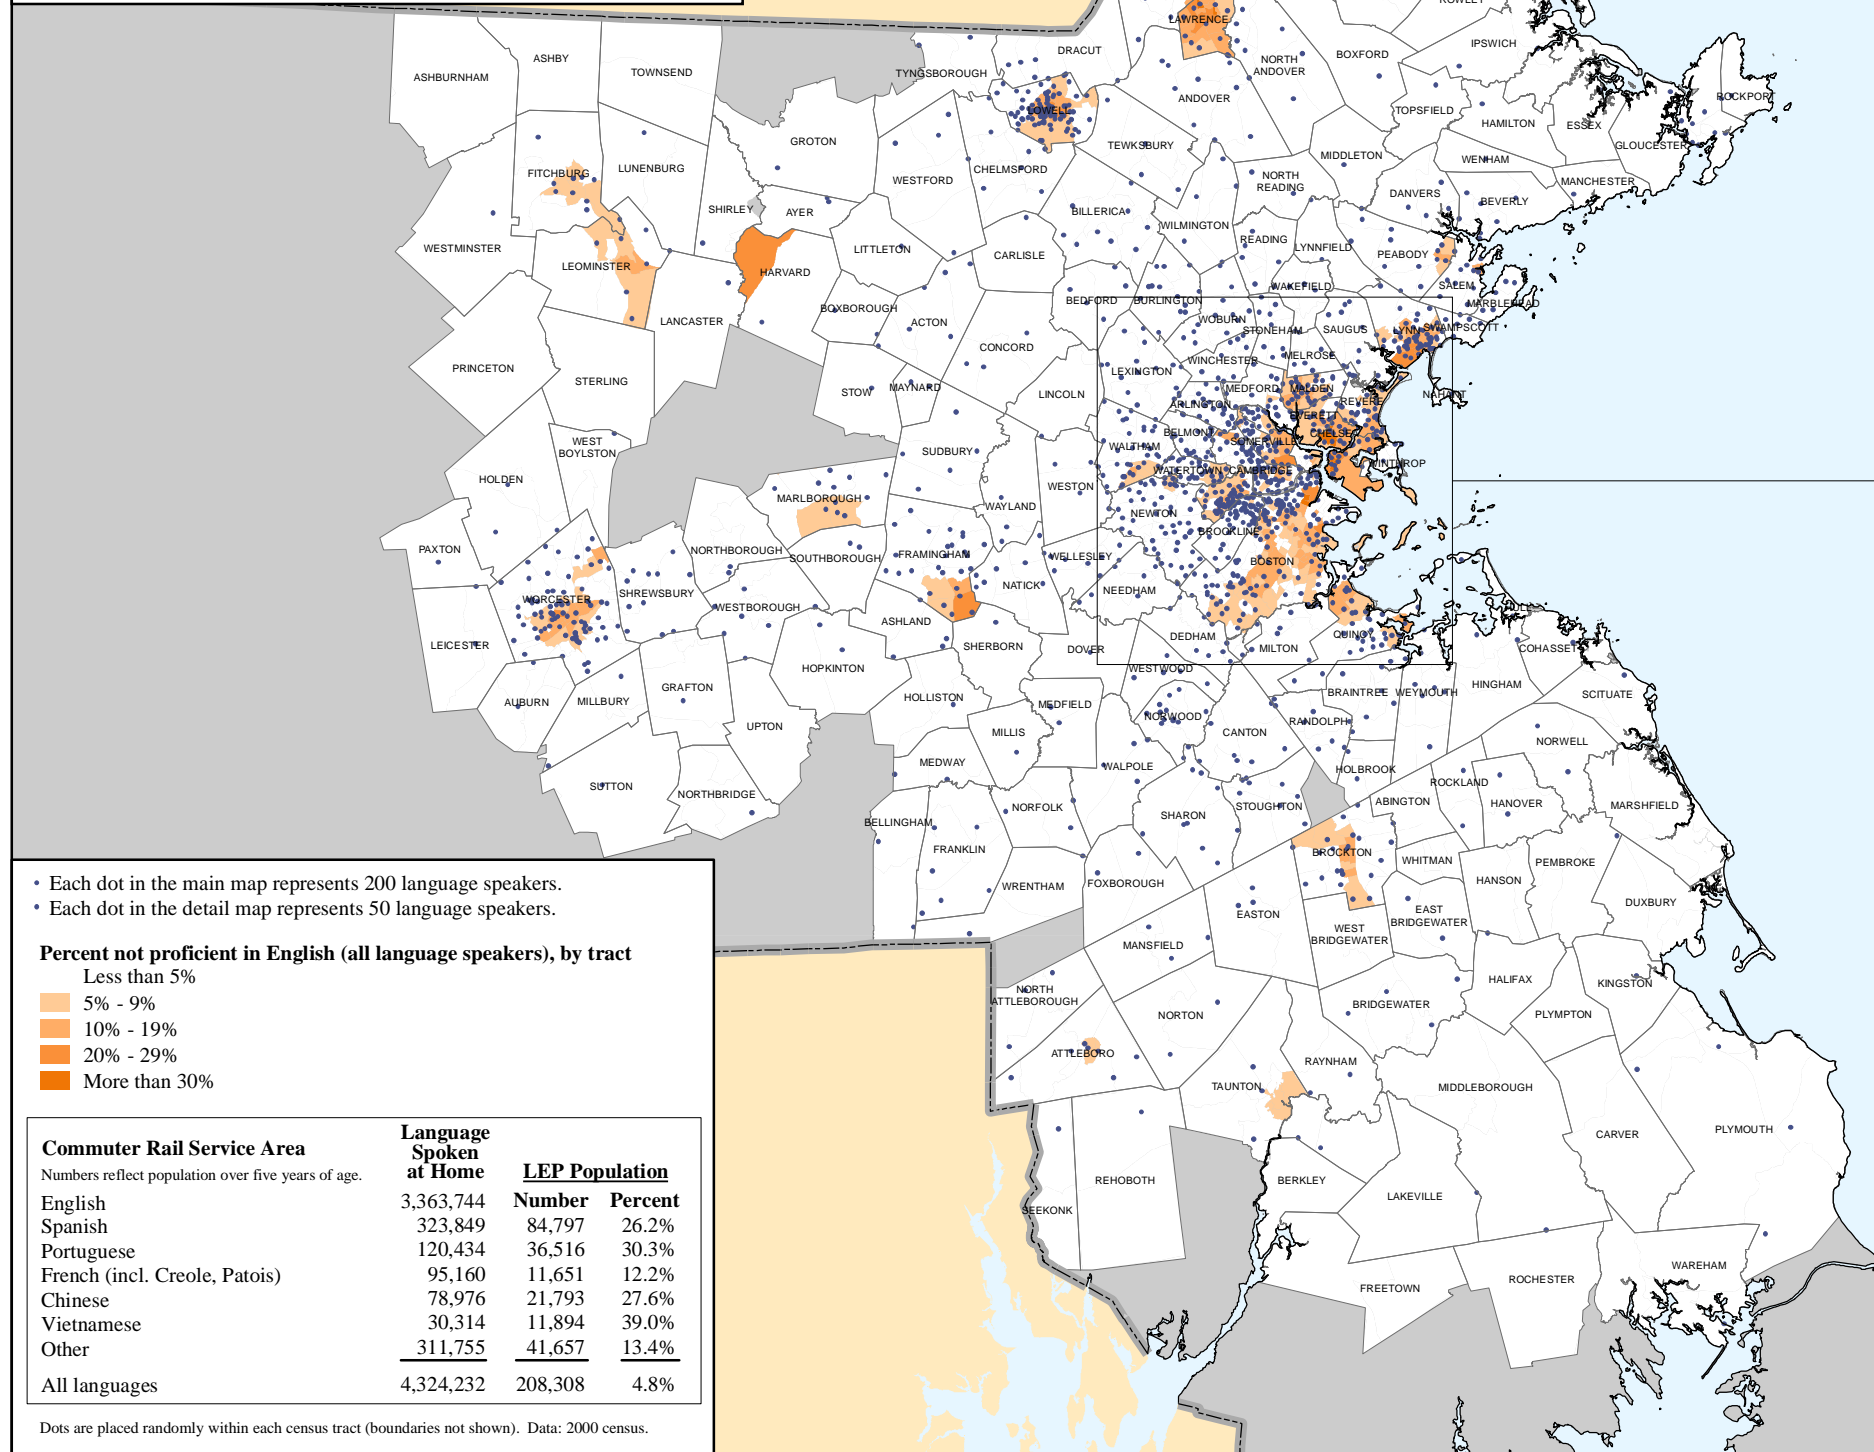 ROWLEY
LAWRENCE
IPSWICH
DRACUT
BOXFORD
ASHBY
NORTH
ANDOVER
TOWNSEND
TYNGSBOROUGH
ASHBURNHAM
ROCKPORT
ANDOVER
LOWELL
TOPSFIELD
HAMILTON
ESSEX
GROTON
TEWKSBURY
GLOUCESTER
MIDDLETON
WENHAM
LUNENBURG
CHELMSFORD
FITCHBURG
WESTFORD
NORTH
READING
MANCHESTER
DANVERS
BEVERLY
SHIRLEY
AYER
BILLERICA
WILMINGTON
READING
LYNNFIELD
WESTMINSTER
LITTLETON
CARLISLE
PEABODY
LEOMINSTER
HARVARD
WAKEFIELD
SALEM
BEDFORD
BURLINGTON
MARBLEHEAD
BOXBOROUGH
LANCASTER
ACTON
WOBURN
STONEHAM
SAUGUS
LYNN
SWAMPSCOTT
CONCORD
MELROSE
WINCHESTER
PRINCETON
LEXINGTON
STERLING
STOW
MAYNARD
LINCOLN
MEDFORD
MALDEN
NAHANT
ARLINGTON
REVERE
EVERETT
BELMONT
CHELSEA
WEST
BOYLSTON
SUDBURY
WALTHAM
SOMERVILLE
WINTHROP
WATERTOWN
CAMBRIDGE
HOLDEN
WESTON
MARLBOROUGH
WAYLAND
NEWTON
BROOKLINE
PAXTON
NORTHBOROUGH
SOUTHBOROUGH
FRAMINGHAM
WELLESLEY
BOSTON
NATICK
NEEDHAM
WORCESTER
SHREWSBURY
WESTBOROUGH
HULL
ASHLAND
DEDHAM
QUINCY
LEICESTER
SHERBORN
DOVER
MILTON
COHASSET
HOPKINTON
WESTWOOD
GRAFTON
HINGHAM
BRAINTREE
WEYMOUTH
SCITUATE
AUBURN
MILLBURY
HOLLISTON
MEDFIELD
NORWOOD
RANDOLPH
UPTON
MILLIS
CANTON
NORWELL
MEDWAY
WALPOLE
HOLBROOK
ROCKLAND
SUTTON
NORTHBRIDGE
NORFOLK
STOUGHTON
ABINGTON
HANOVER
MARSHFIELD
BELLINGHAM
SHARON
FRANKLIN
BROCKTON
WHITMAN
PEMBROKE
WRENTHAM
FOXBOROUGH
HANSON
DUXBURY
EASTON
EAST
BRIDGEWATER
WEST
BRIDGEWATER
MANSFIELD
HALIFAX
KINGSTON
NORTH
ATTLEBOROUGH
BRIDGEWATER
NORTON
PLYMPTON
ATTLEBORO
RAYNHAM
TAUNTON
MIDDLEBOROUGH
CARVER
PLYMOUTH
REHOBOTH
BERKLEY
LAKEVILLE
SEEKONK
WAREHAM
ROCHESTER
FREETOWN
• Each dot in the main map represents 200 language speakers.
• Each dot in the detail map represents 50 language speakers.
Percent not proficient in English (all language speakers), by tract
Less than 5%
5% - 9%
10% - 19%
20% - 29%
More than 30%
Commuter Rail Service Area
Numbers reflect population over five years of age.
Language
Spoken
at Home
LEP Population
Number Percent
English 3,363,744
Spanish 323,849 84,797 26.2%
Portuguese 120,434 36,516 30.3%
French (incl. Creole, Patois) 95,160 11,651 12.2%
Chinese 78,976 21,793 27.6%
Vietnamese 30,314 11,894 39.0%
Other 311,755 41,657 13.4%
All languages 4,324,232 208,308 4.8%
Dots are placed randomly within each census tract (boundaries not shown). Data: 2000 census.